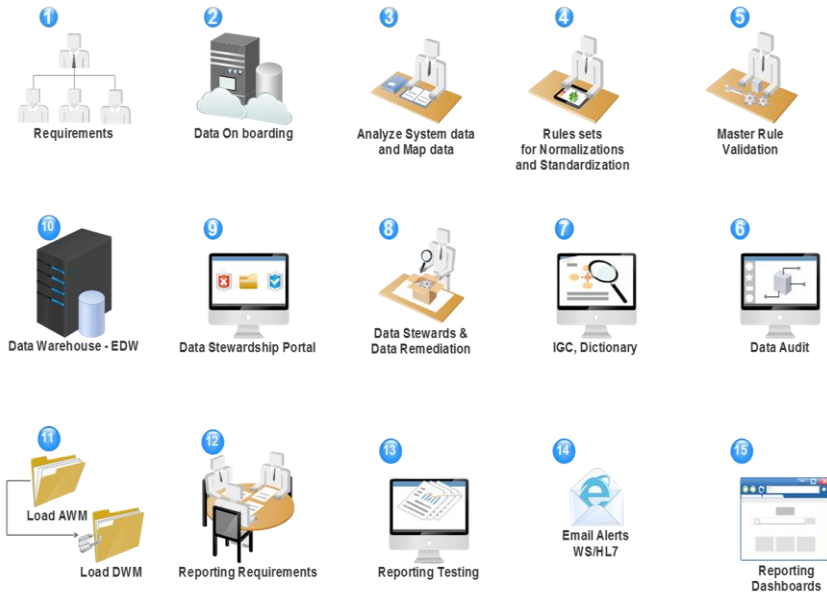 1
2
3
4
5
Requirements
Data On boarding
Analyze System data
and Map data
Rules sets
for Normalizations
and Standardization
Master Rule
Validation
10
9
8
7
6
Data Warehouse - EDW
Data Stewardship Portal
Data Stewards &
Data Remediation
IGC, Dictionary
Data Audit
11
12
13
14
15
Load AWM
Load DWM
Reporting Requirements
Reporting Testing
Email Alerts
WS/HL7
Reporting
Dashboards